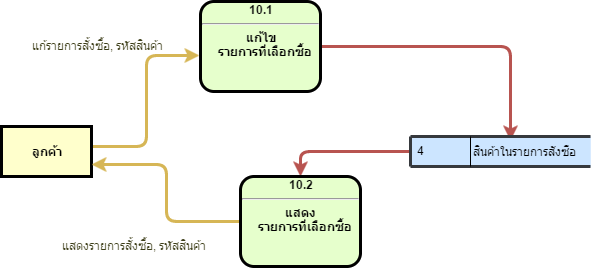 10.1
แก้ไข
รายการที่เลือกซื้อ
แก้รายการสั่งซื้อ, รหัสสินค้า
ลูกค้า
4
สินค้าในรายการสั่งซื้อ
10.2
แสดง
รายการที่เลือกซื้อ
แสดงรายการสั่งซื้อ, รหัสสินค้า